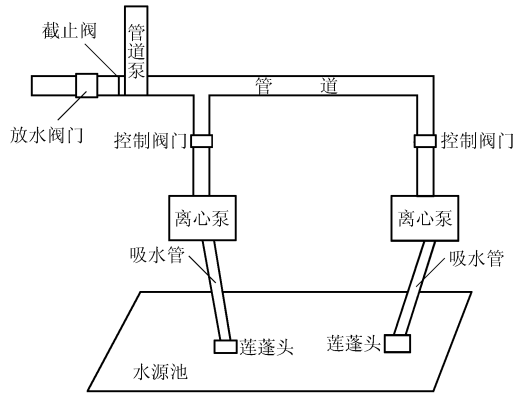 截止阀
管道泵
管道
放水阀门
控制阀门
控制阀门
离心泵
离心泵
吸水管
吸水管
莲蓬头
莲蓬头
水源池